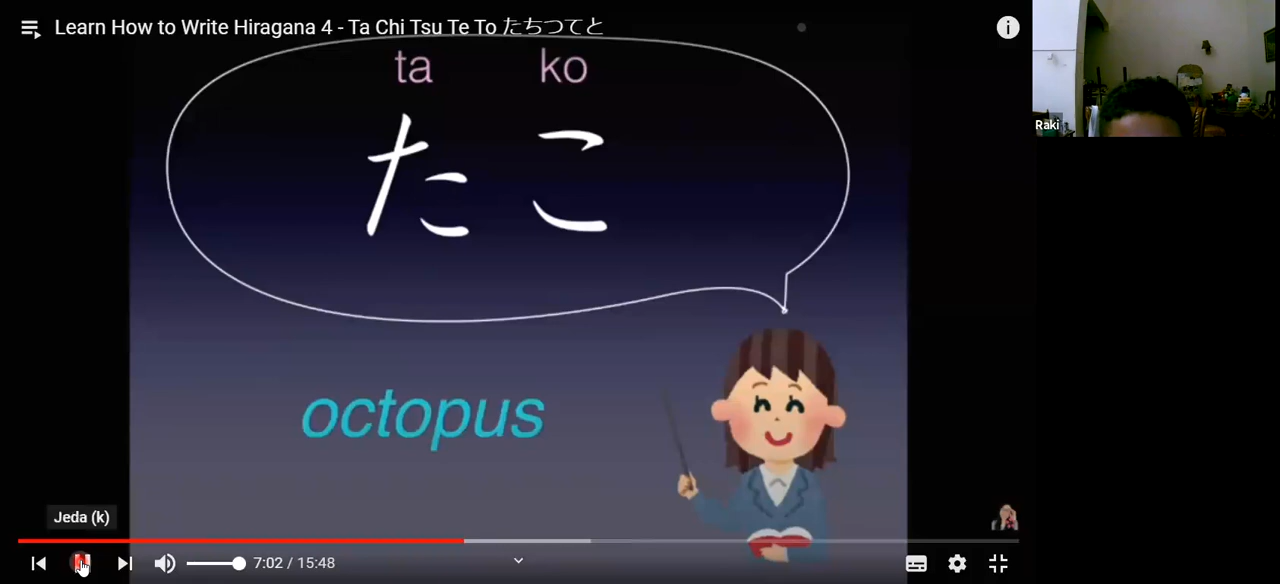 Learn How to Write Hiragana 4 - Ta Chi Tsu Te To たちつてと
ta ko
たこ
Raki
octopus
Jeda (k)
7:02 / 15:48